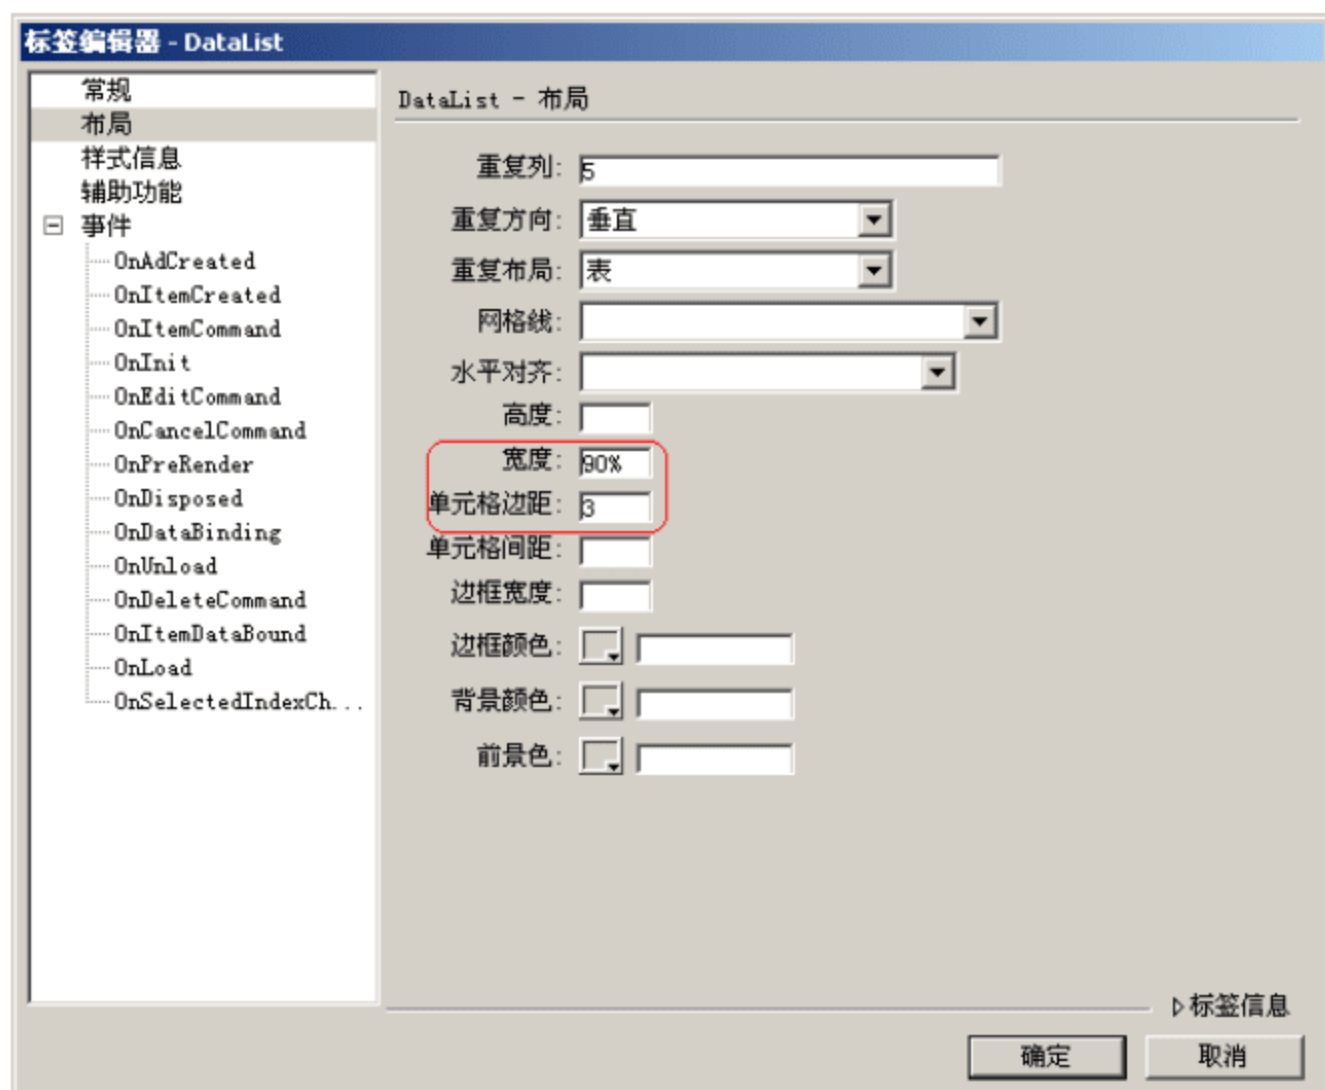 标签编辑器 - DataList
常规
布局
样式信息
辅助功能
事件
OnAdCreated
OnItemCreated
OnItemCommand
OnInit
OnEditCommand
OnCancelCommand
OnPreRender
OnDisposed
OnDataBinding
OnUnload
OnDeleteCommand
OnItemDataBound
OnLoad
OnSelectedIndexCh...
DataList - 布局
重复列: 5
重复方向: 垂直
重复布局: 表
网格线:
水平对齐:
高度:
宽度: 90%
单元格边距: 3
单元格间距:
边框宽度:
边框颜色:
背景颜色:
前景色:
标签信息
确定
取消